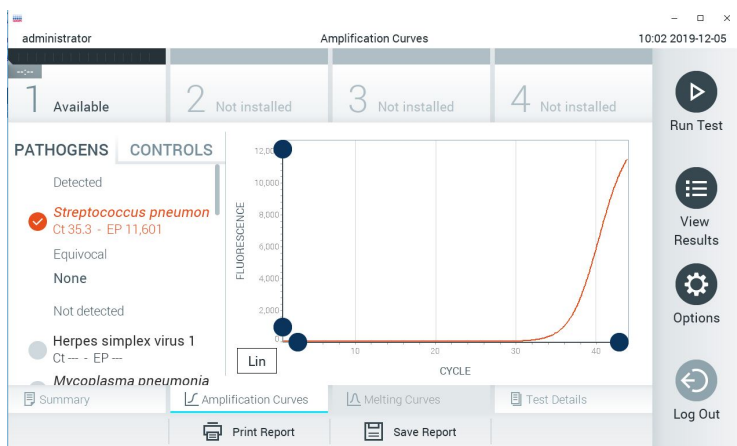 administrator
Amplification Curves
10:02 2019-12-05
--:--
1 Available
2 Not installed
3 Not installed
4 Not installed
Run Test
PATHOGENS CONTROLS
Detected
Streptococcus pneumon
Ct 35.3 - EP 11,601
Equivocal
None
Not detected
Herpes simplex virus 1
Ct --- - EP ---
Mycoplasma pneumonia
FLUORESCENCE
12,00
10,000
8,000
6,000
4,000
2,000
0
10 20 30 40
CYCLE
Lin
View
Results
Options
Log Out
Summary
Amplification Curves
Melting Curves
Test Details
Print Report
Save Report